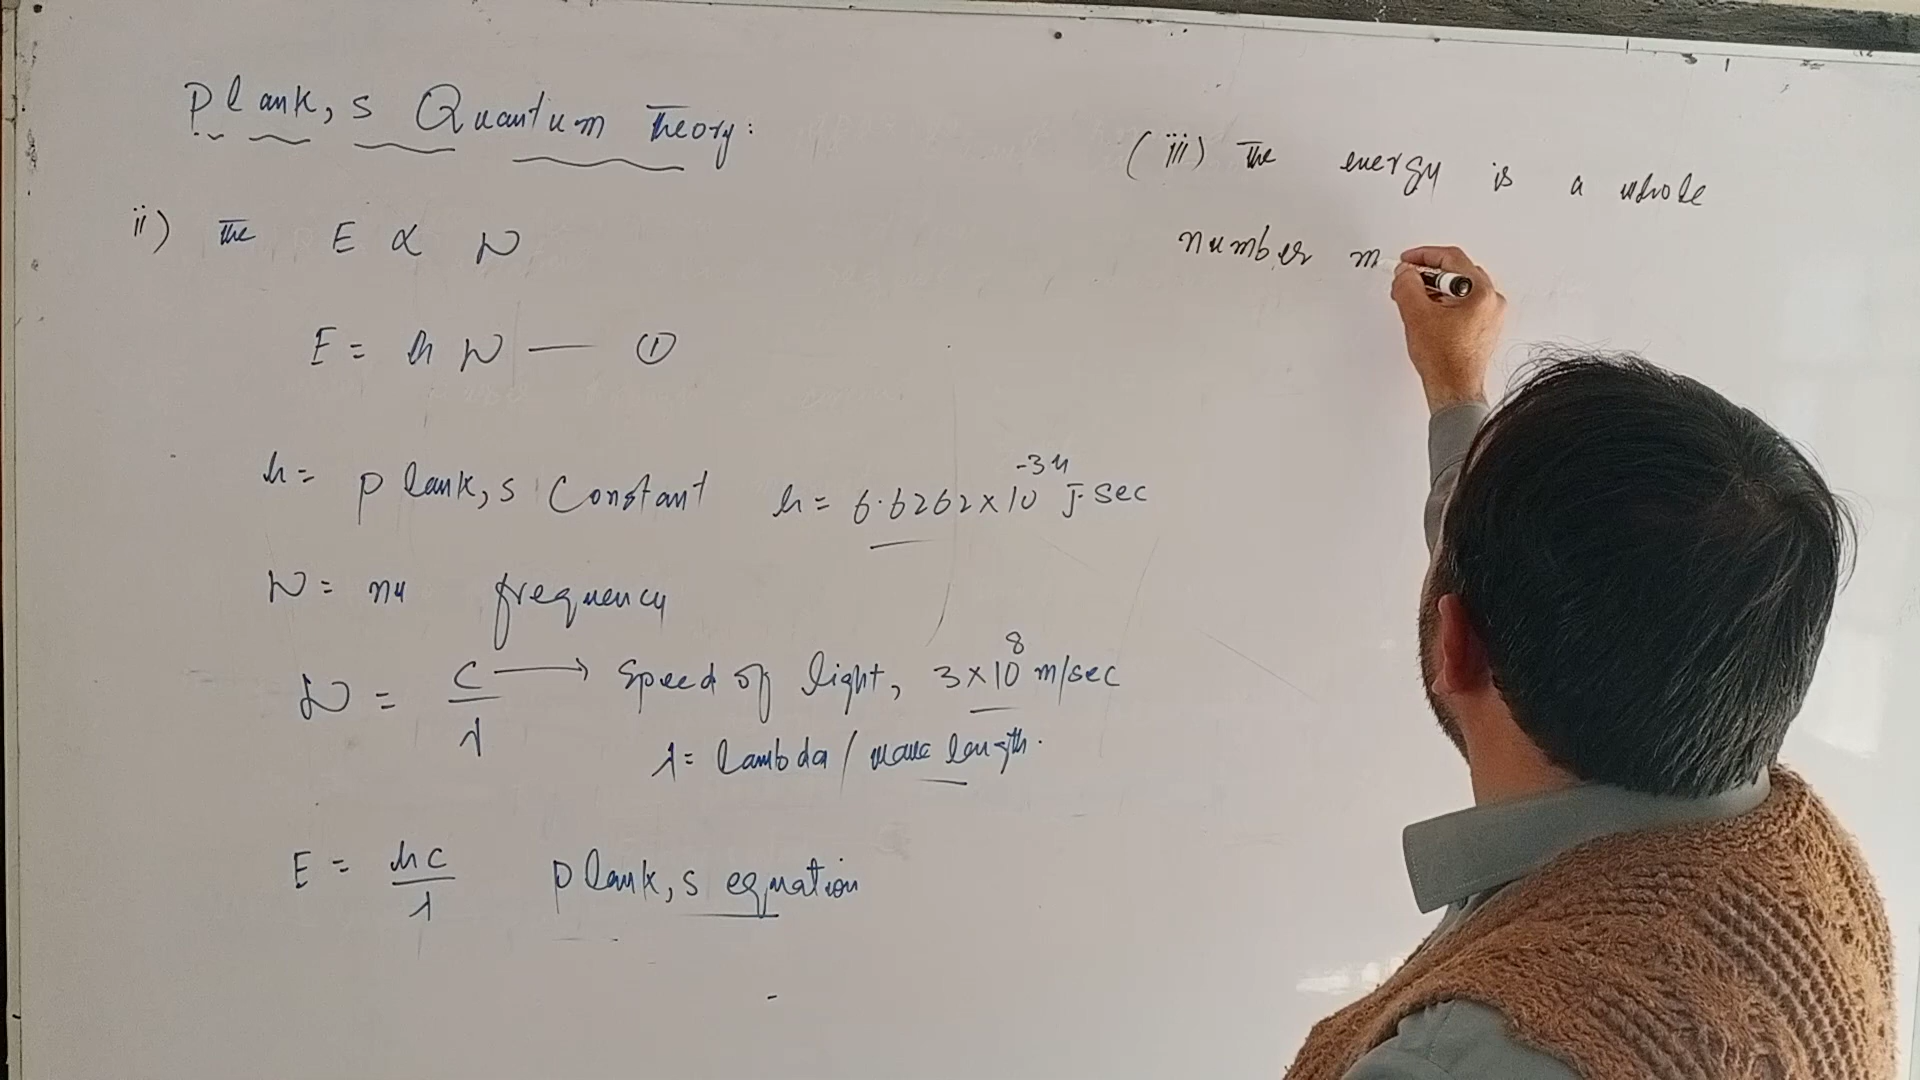 Plank,s Quantum Theory:
ii) The E ∝ ν
E = hν — ①
h = Plank,s Constant h = 6.6262×10⁻³⁴ J.sec
ν = nu frequency
ν = c/λ → Speed of light, 3×10⁸ m/sec
λ = lambda / wave length.
E = hc/λ Plank,s equation
(iii) The energy is a whole
number m